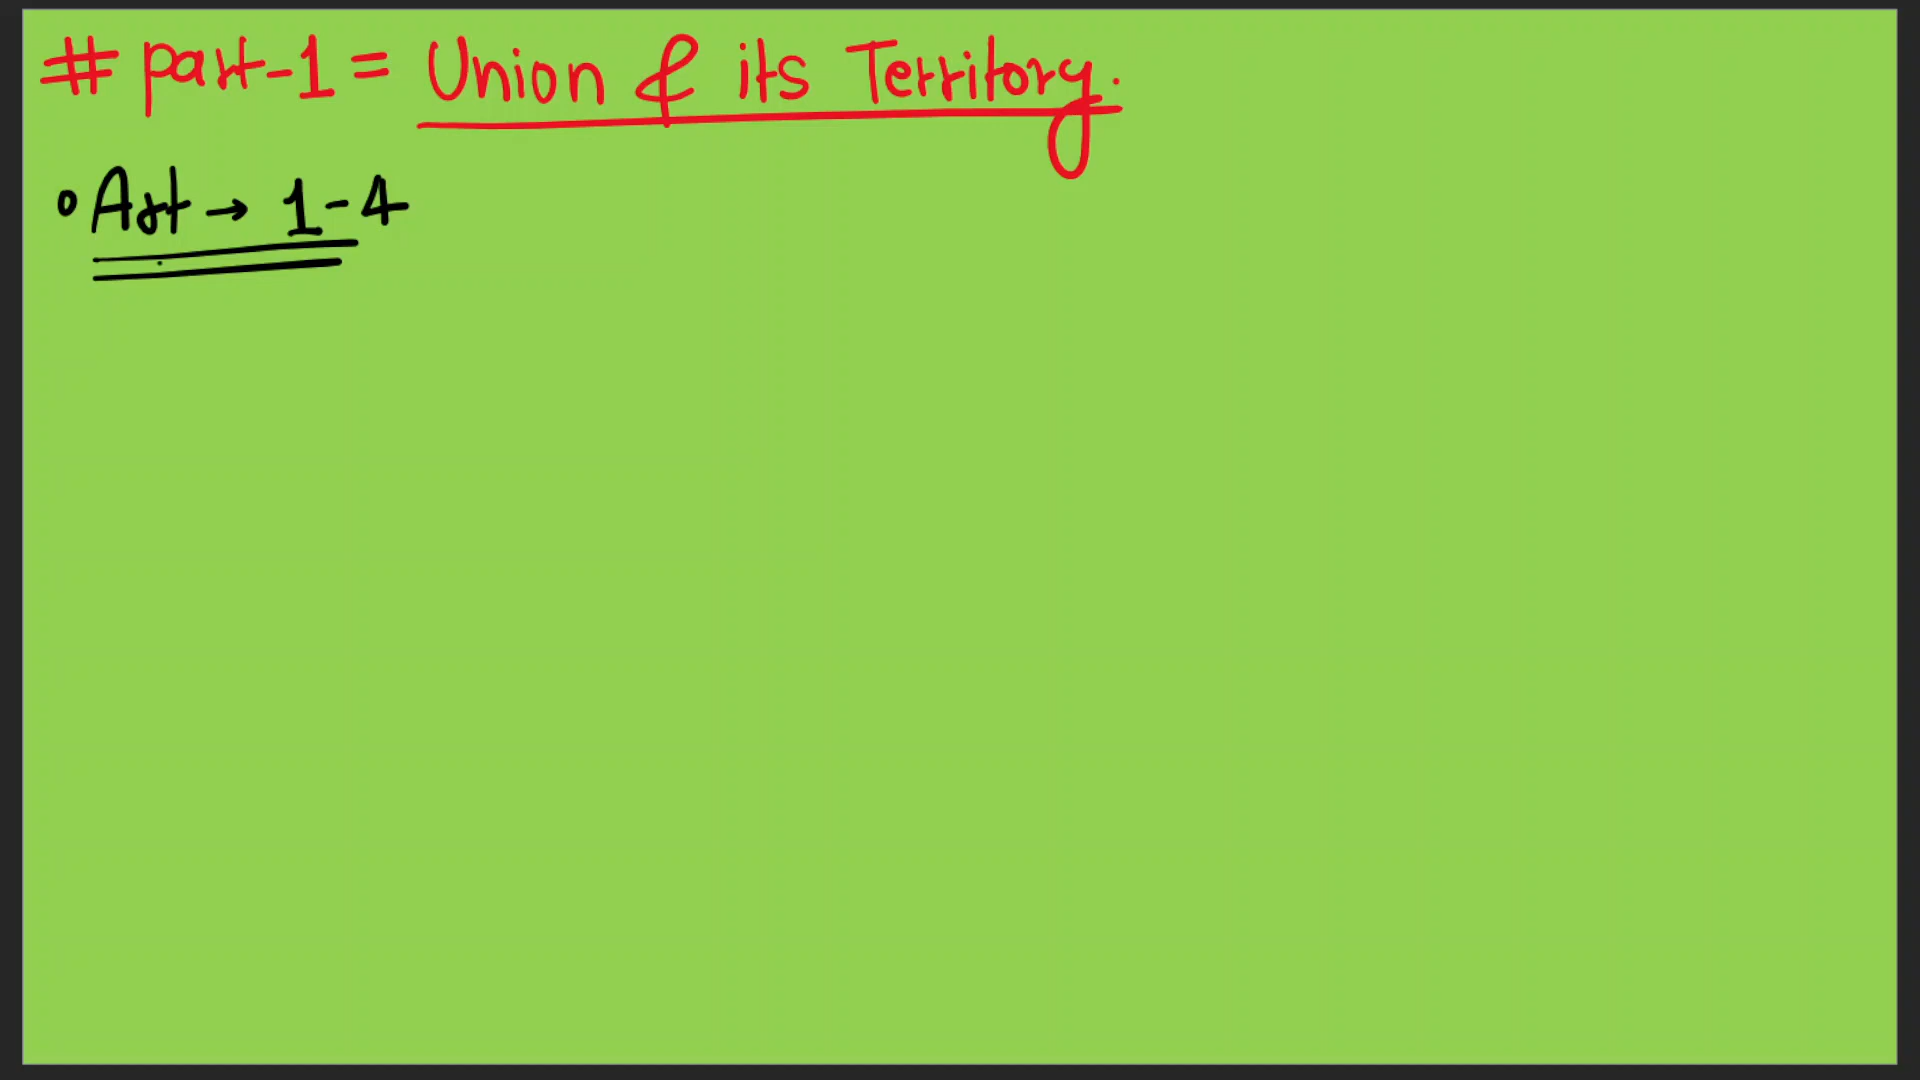 # part-1 = Union & its Territory.
Art → 1-4